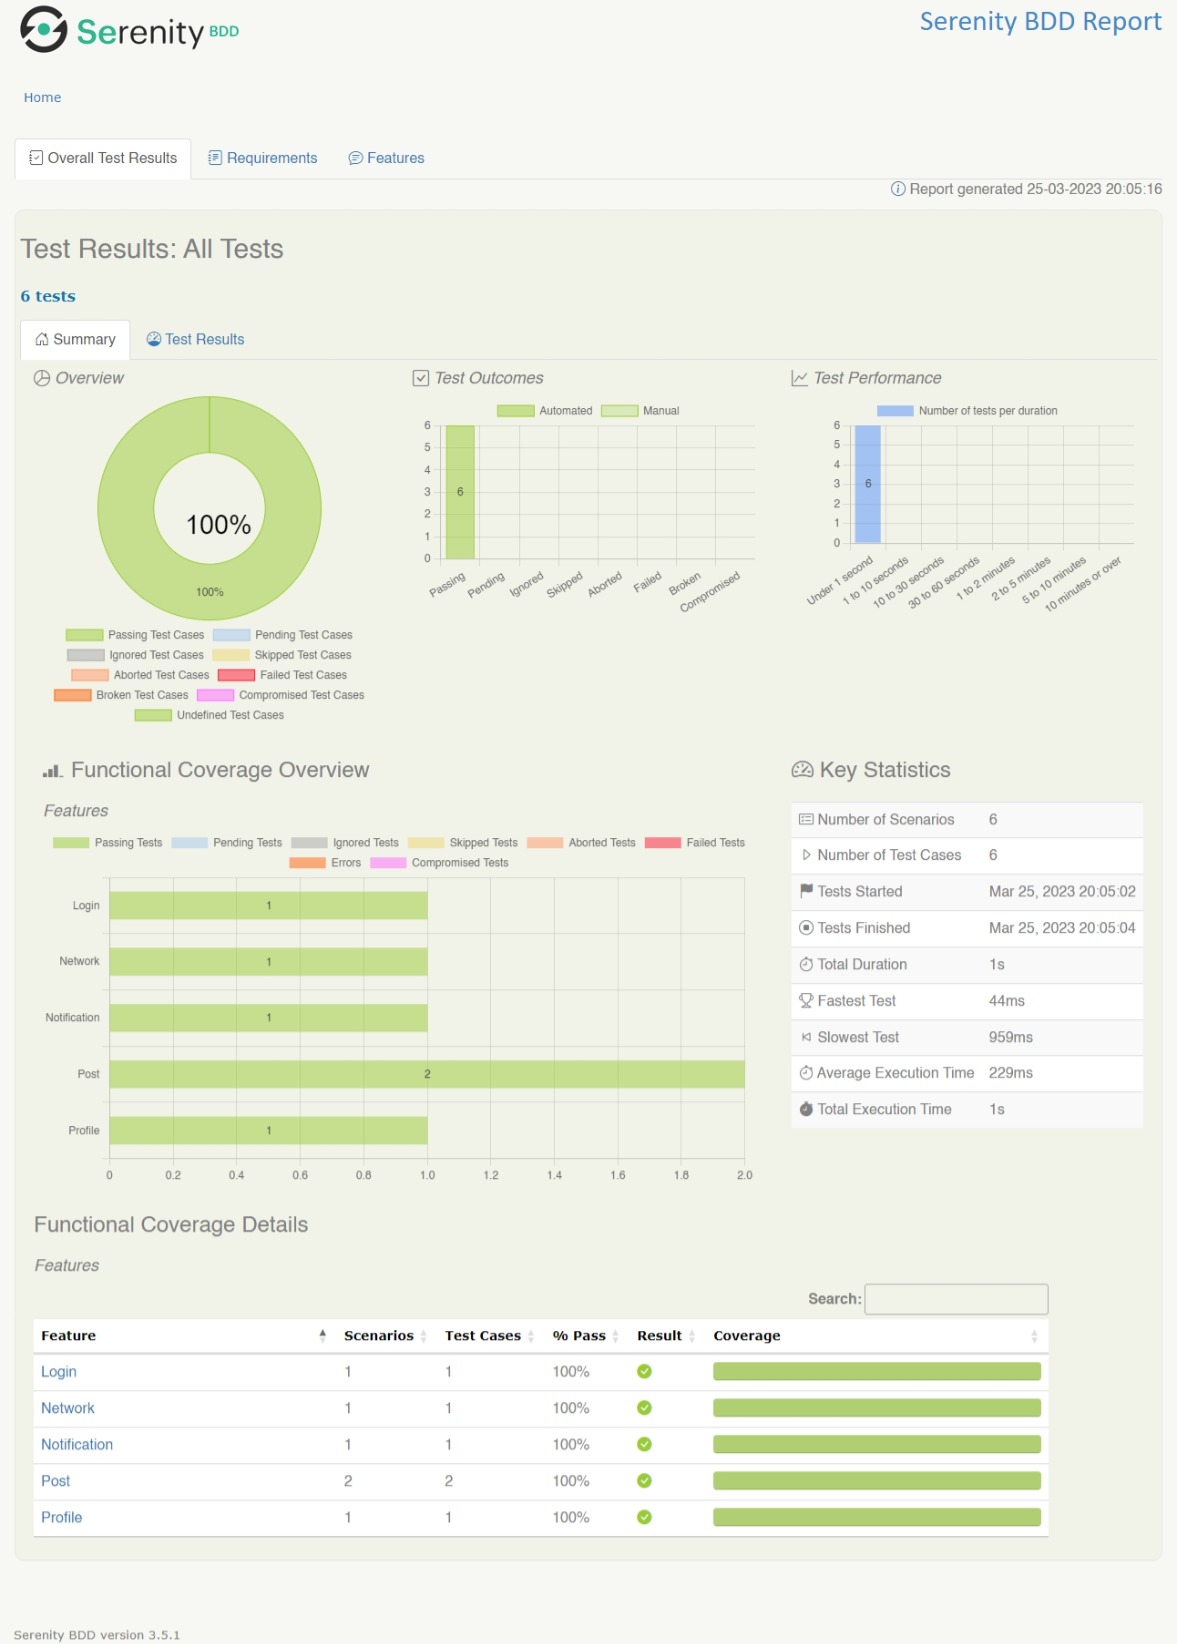 Serenity BDD
Serenity BDD Report
Home
Overall Test Results
Requirements
Features
Report generated 25-03-2023 20:05:16
Test Results: All Tests
6 tests
Summary
Test Results
Overview
100%
100%
Passing Test Cases
Pending Test Cases
Ignored Test Cases
Skipped Test Cases
Aborted Test Cases
Failed Test Cases
Broken Test Cases
Compromised Test Cases
Undefined Test Cases
Test Outcomes
Automated
Manual
6
5
4
3
2
1
0
6
Passing
Pending
Ignored
Skipped
Aborted
Failed
Broken
Compromised
Test Performance
Number of tests per duration
6
5
4
3
2
1
0
6
Under 1 second
1 to 10 seconds
10 to 30 seconds
30 to 60 seconds
1 to 2 minutes
2 to 5 minutes
5 to 10 minutes
10 minutes or over
Functional Coverage Overview
Features
Passing Tests
Pending Tests
Ignored Tests
Skipped Tests
Aborted Tests
Failed Tests
Errors
Compromised Tests
Login
1
Network
1
Notification
1
Post
2
Profile
1
0 0.2 0.4 0.6 0.8 1.0 1.2 1.4 1.6 1.8 2.0
Key Statistics
Number of Scenarios 6
Number of Test Cases 6
Tests Started Mar 25, 2023 20:05:02
Tests Finished Mar 25, 2023 20:05:04
Total Duration 1s
Fastest Test 44ms
Slowest Test 959ms
Average Execution Time 229ms
Total Execution Time 1s
Functional Coverage Details
Features
Search:
Feature Scenarios Test Cases % Pass Result Coverage
Login 1 1 100%
Network 1 1 100%
Notification 1 1 100%
Post 2 2 100%
Profile 1 1 100%
Serenity BDD version 3.5.1